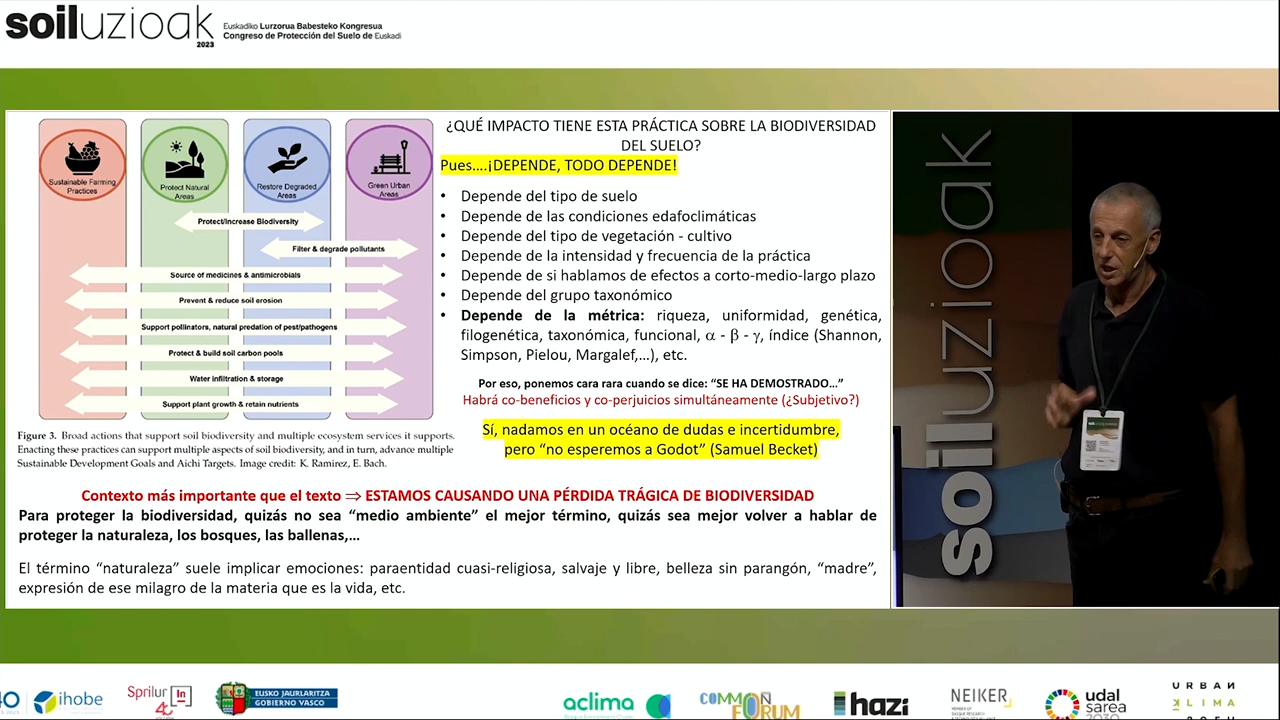 soiluzioak
2023
Euskadiko Lurzorua Babesteko Kongresua
Congreso de Protección del Suelo de Euskadi
Sustainable Farming
Practices
Protect Natural
Areas
Restore Degraded
Areas
Green Urban
Areas
Protect/Increase Biodiversity
Filter & degrade pollutants
Source of medicines & antimicrobials
Prevent & reduce soil erosion
Support pollinators, natural predation of pest/pathogens
Protect & build soil carbon pools
Water infiltration & storage
Support plant growth & retain nutrients
Figure 3. Broad actions that support soil biodiversity and multiple ecosystem services it supports.
Enacting these practices can support multiple aspects of soil biodiversity, and in turn, advance multiple
Sustainable Development Goals and Aichi Targets. Image credit: K. Ramirez, E. Bach.
¿QUÉ IMPACTO TIENE ESTA PRÁCTICA SOBRE LA BIODIVERSIDAD
DEL SUELO?
Pues....¡DEPENDE, TODO DEPENDE!
• Depende del tipo de suelo
• Depende de las condiciones edafoclimáticas
• Depende del tipo de vegetación - cultivo
• Depende de la intensidad y frecuencia de la práctica
• Depende de si hablamos de efectos a corto-medio-largo plazo
• Depende del grupo taxonómico
• Depende de la métrica: riqueza, uniformidad, genética,
filogenética, taxonómica, funcional, α - β - γ, índice (Shannon,
Simpson, Pielou, Margalef,...), etc.
Por eso, ponemos cara rara cuando se dice: “SE HA DEMOSTRADO...”
Habrá co-beneficios y co-perjuicios simultáneamente (¿Subjetivo?)
Sí, nadamos en un océano de dudas e incertidumbre,
pero “no esperemos a Godot” (Samuel Becket)
Contexto más importante que el texto ⇒ ESTAMOS CAUSANDO UNA PÉRDIDA TRÁGICA DE BIODIVERSIDAD
Para proteger la biodiversidad, quizás no sea “medio ambiente” el mejor término, quizás sea mejor volver a hablar de
proteger la naturaleza, los bosques, las ballenas,...
El término “naturaleza” suele implicar emociones: paraentidad cuasi-religiosa, salvaje y libre, belleza sin parangón, “madre”,
expresión de ese milagro de la materia que es la vida, etc.
soiluzioak
ihobe
Sprilur
EUSKO JAURLARITZA
GOBIERNO VASCO
aclima
COMMON
FORUM
hazi
NEIKER
udal
sarea
2030
URBAN
KLIMA